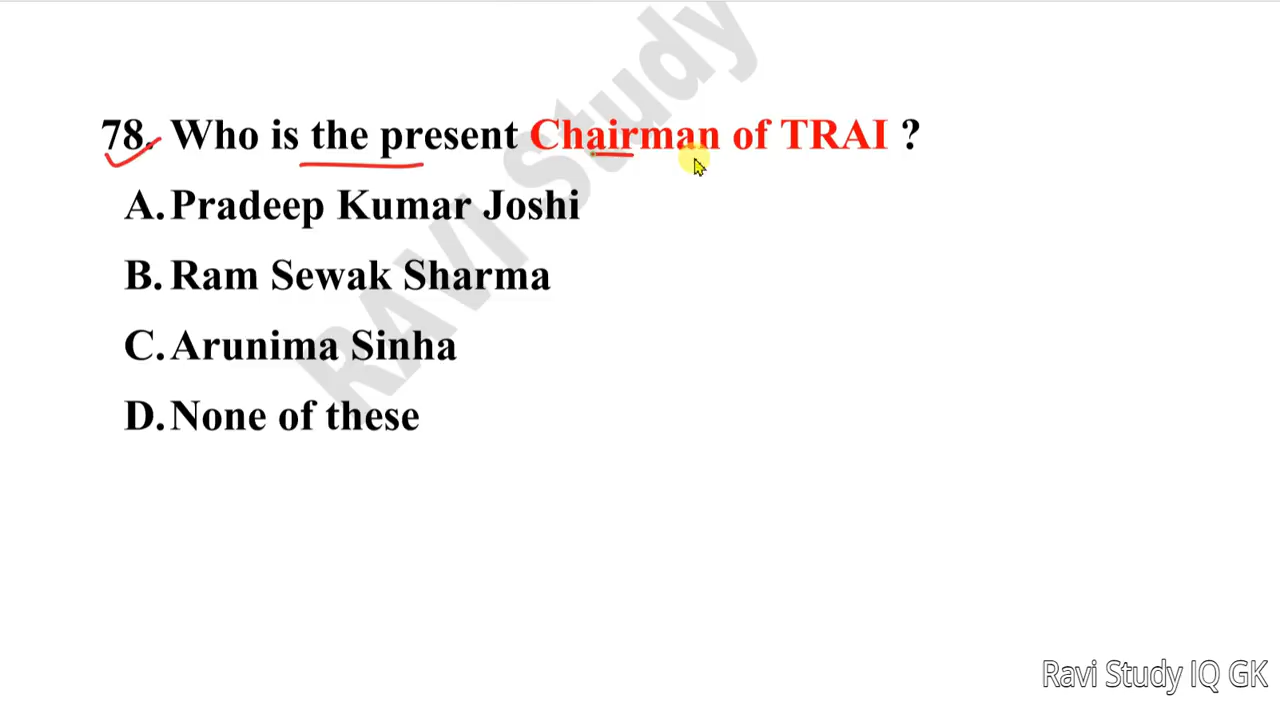 78. Who is the present Chairman of TRAI ?
A. Pradeep Kumar Joshi
B. Ram Sewak Sharma
C. Arunima Sinha
D. None of these
RAVI Study
Ravi Study IQ GK